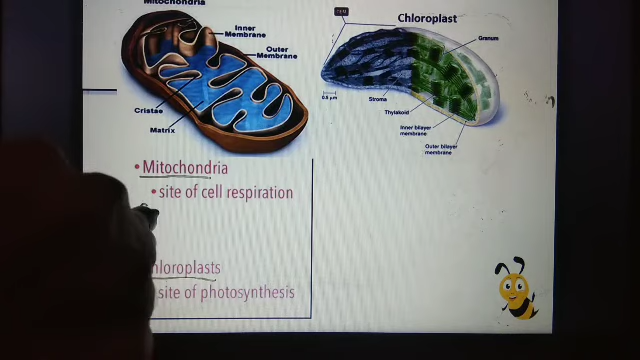 Mitochondria
Inner
Membrane
Outer
Membrane
Cristae
Matrix
TEM
Chloroplast
Granum
0.5 µm
Stroma
Thylakoid
Inner bilayer
membrane
Outer bilayer
membrane
• Mitochondria
• site of cell respiration
hloroplasts
site of photosynthesis